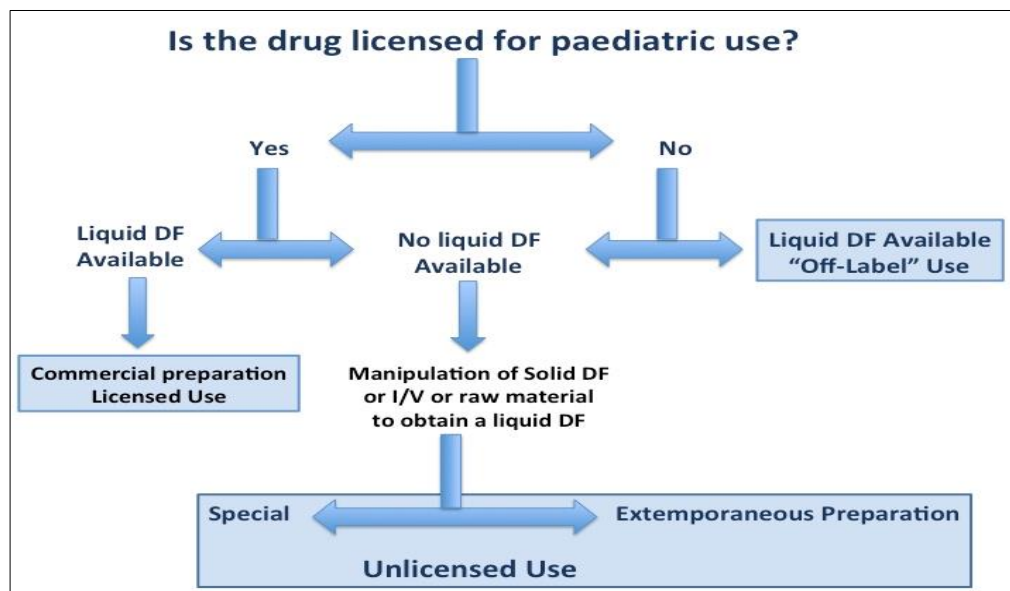 Is the drug licensed for paediatric use?
Yes
No
Liquid DF
Available
No liquid DF
Available
Liquid DF Available
“Off-Label” Use
Commercial preparation
Licensed Use
Manipulation of Solid DF
or I/V or raw material
to obtain a liquid DF
Special
Extemporaneous Preparation
Unlicensed Use